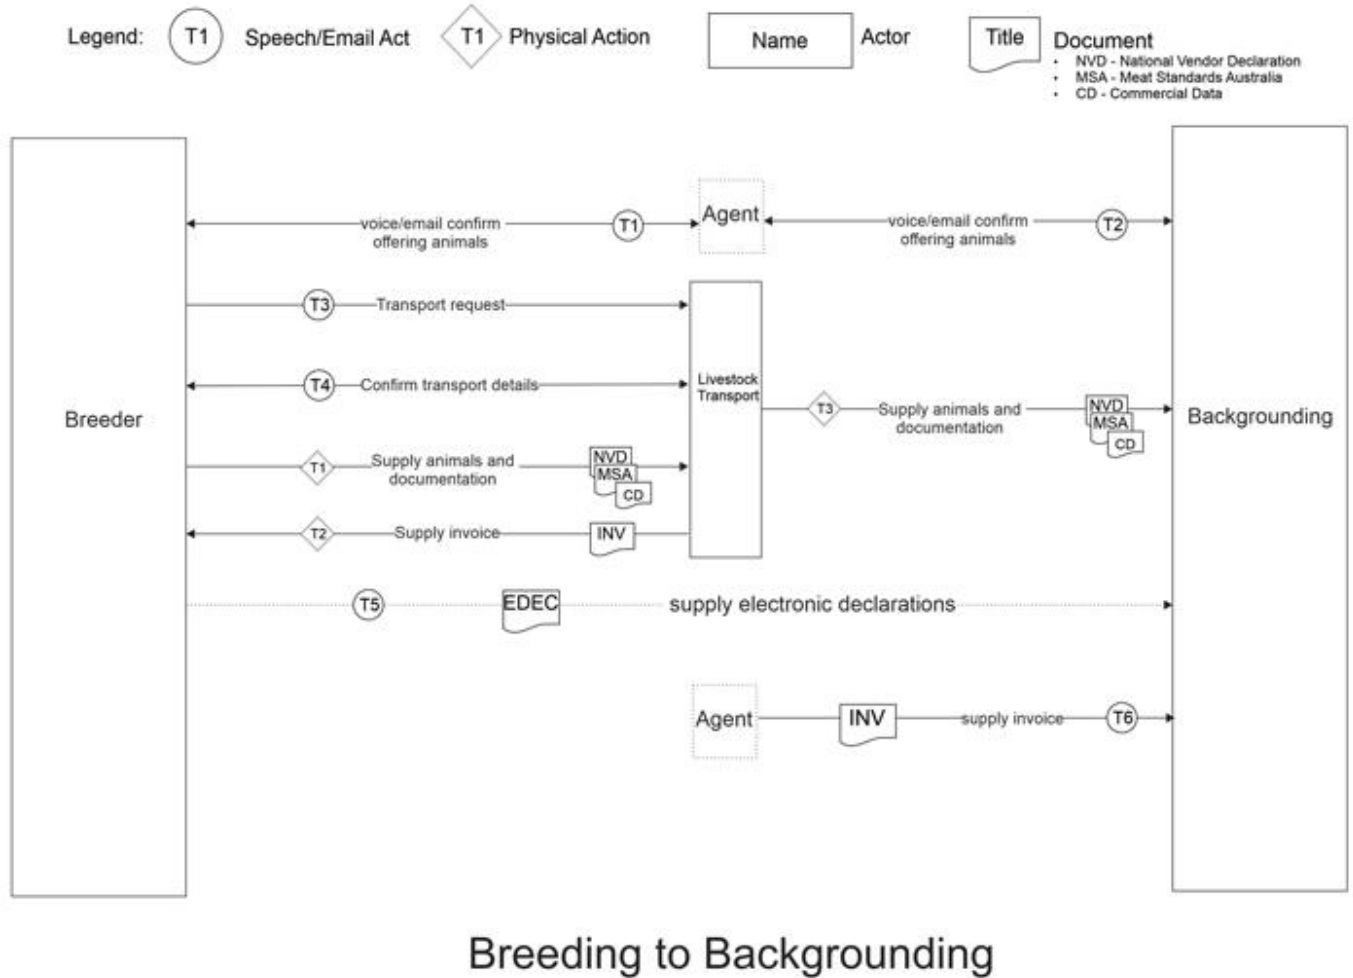 Legend: T1 Speech/Email Act T1 Physical Action Name Actor Title Document
• NVD - National Vendor Declaration
• MSA - Meat Standards Australia
• CD - Commercial Data
Breeder
Backgrounding
Agent
voice/email confirm
offering animals
T1
voice/email confirm
offering animals
T2
T3 Transport request
T4 Confirm transport details
Livestock
Transport
T3 Supply animals and
documentation
NVD
MSA
CD
T1 Supply animals and
documentation
NVD
MSA
CD
T2 Supply invoice INV
T5 EDEC supply electronic declarations
Agent INV supply invoice T6
Breeding to Backgrounding